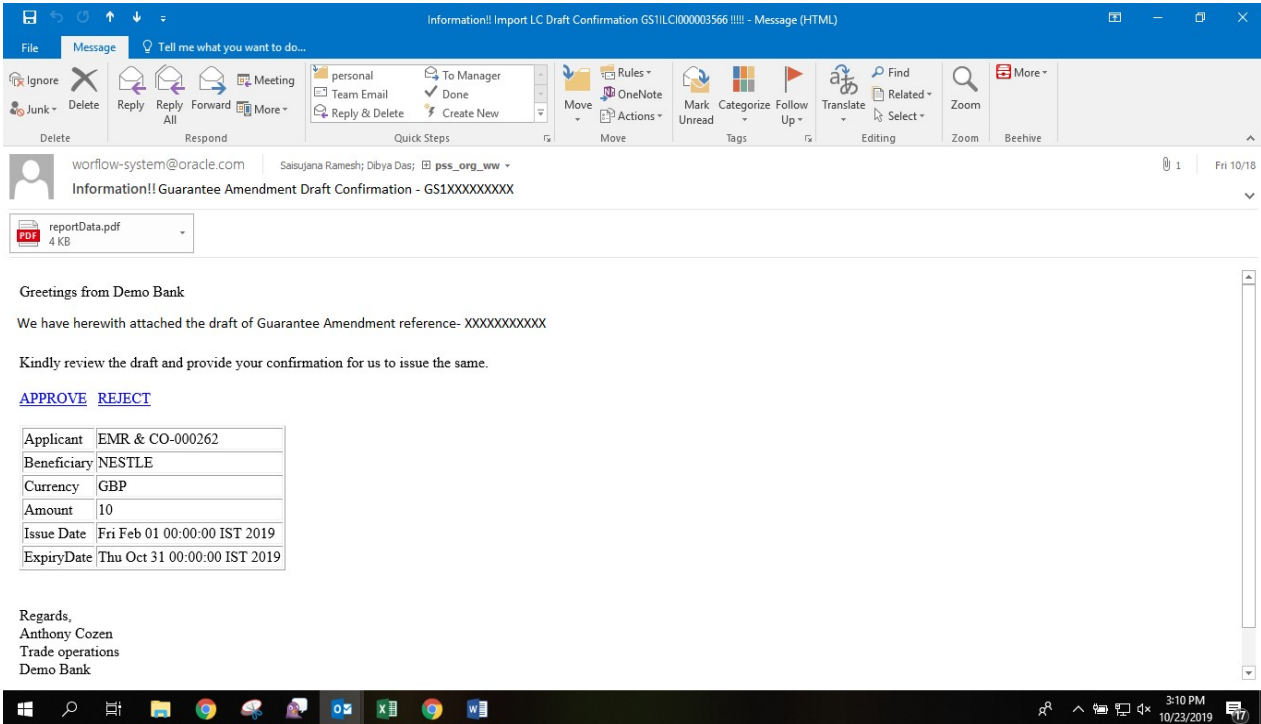 Information!! Import LC Draft Confirmation GS1ILCI000003566 !!!!! - Message (HTML)
File Message Tell me what you want to do...
Ignore
Junk
Delete
Reply
Reply All
Forward
Meeting
More
personal
Team Email
Reply & Delete
To Manager
Done
Create New
Move
Rules
OneNote
Actions
Mark Unread
Categorize
Follow Up
Translate
Find
Related
Select
Zoom
More
Delete Respond Quick Steps Move Tags Editing Zoom Beehive
worflow-system@oracle.com Saisujana Ramesh; Dibya Das; pss_org_ww 1 Fri 10/18
Information!! Guarantee Amendment Draft Confirmation - GS1XXXXXXXXX
PDF
reportData.pdf
4 KB
Greetings from Demo Bank
We have herewith attached the draft of Guarantee Amendment reference- XXXXXXXXXXX
Kindly review the draft and provide your confirmation for us to issue the same.
APPROVE REJECT
Applicant EMR & CO-000262
Beneficiary NESTLE
Currency GBP
Amount 10
Issue Date Fri Feb 01 00:00:00 IST 2019
ExpiryDate Thu Oct 31 00:00:00 IST 2019
Regards,
Anthony Cozen
Trade operations
Demo Bank
3:10 PM
10/23/2019
17